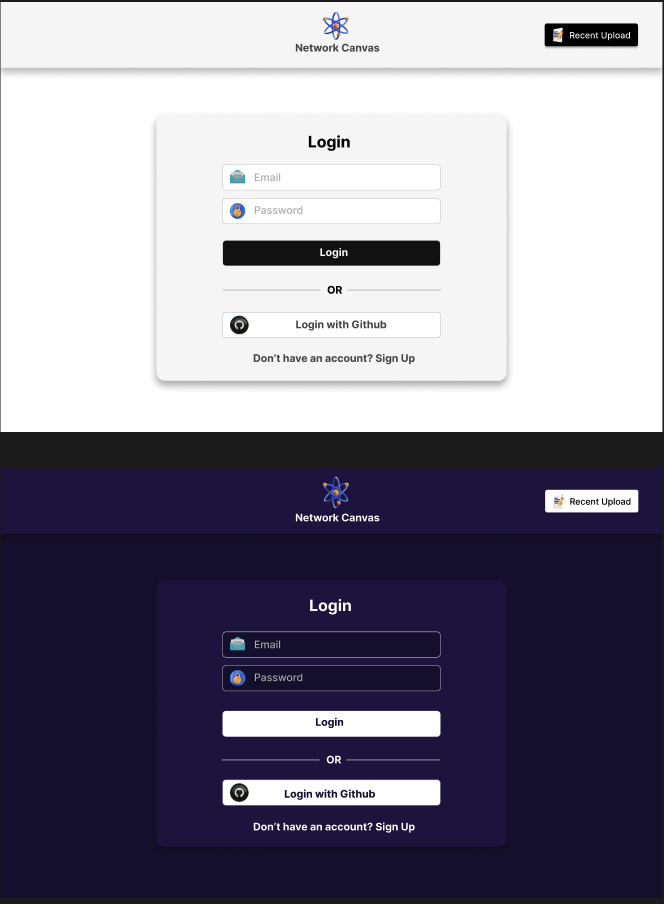 Network Canvas
Recent Upload
Login
Email
Password
Login
OR
Login with Github
Don’t have an account? Sign Up
Network Canvas
Recent Upload
Login
Email
Password
Login
OR
Login with Github
Don’t have an account? Sign Up